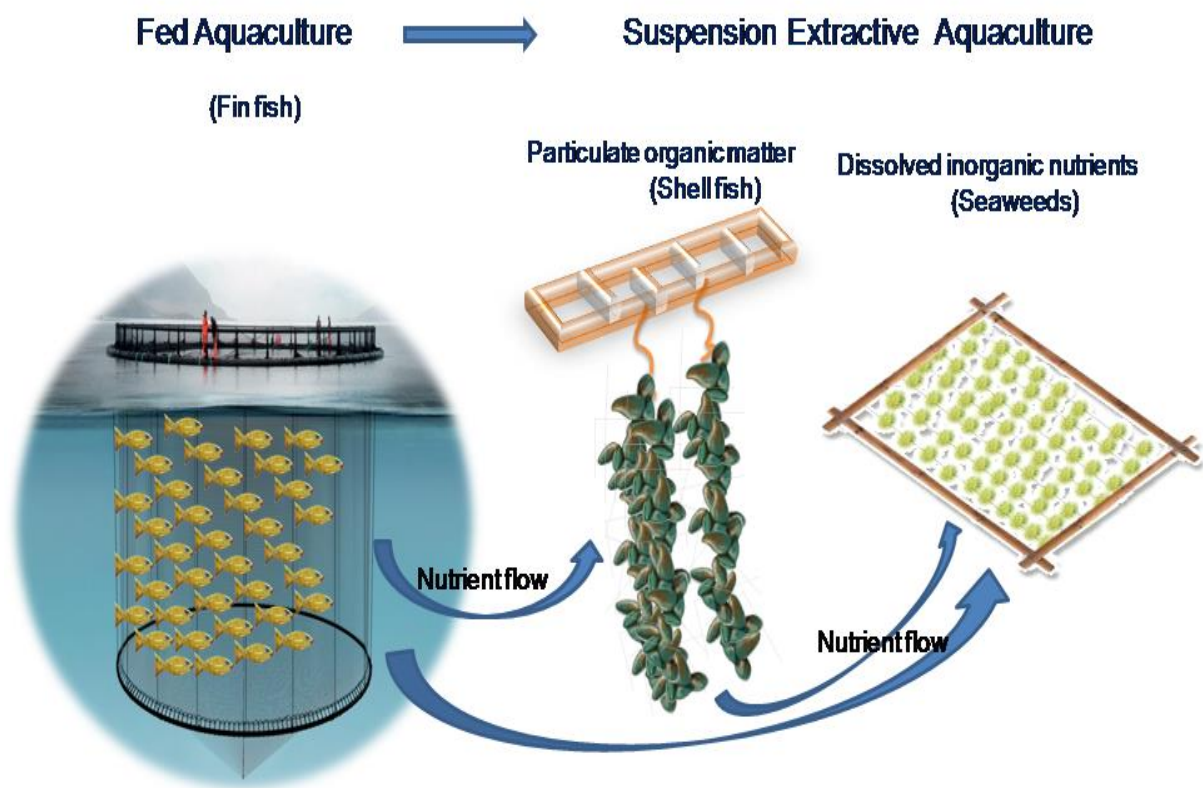 Fed Aquaculture
Suspension Extractive Aquaculture
(Fin fish)
Particulate organic matter
(Shell fish)
Dissolved inorganic nutrients
(Seaweeds)
Nutrient flow
Nutrient flow